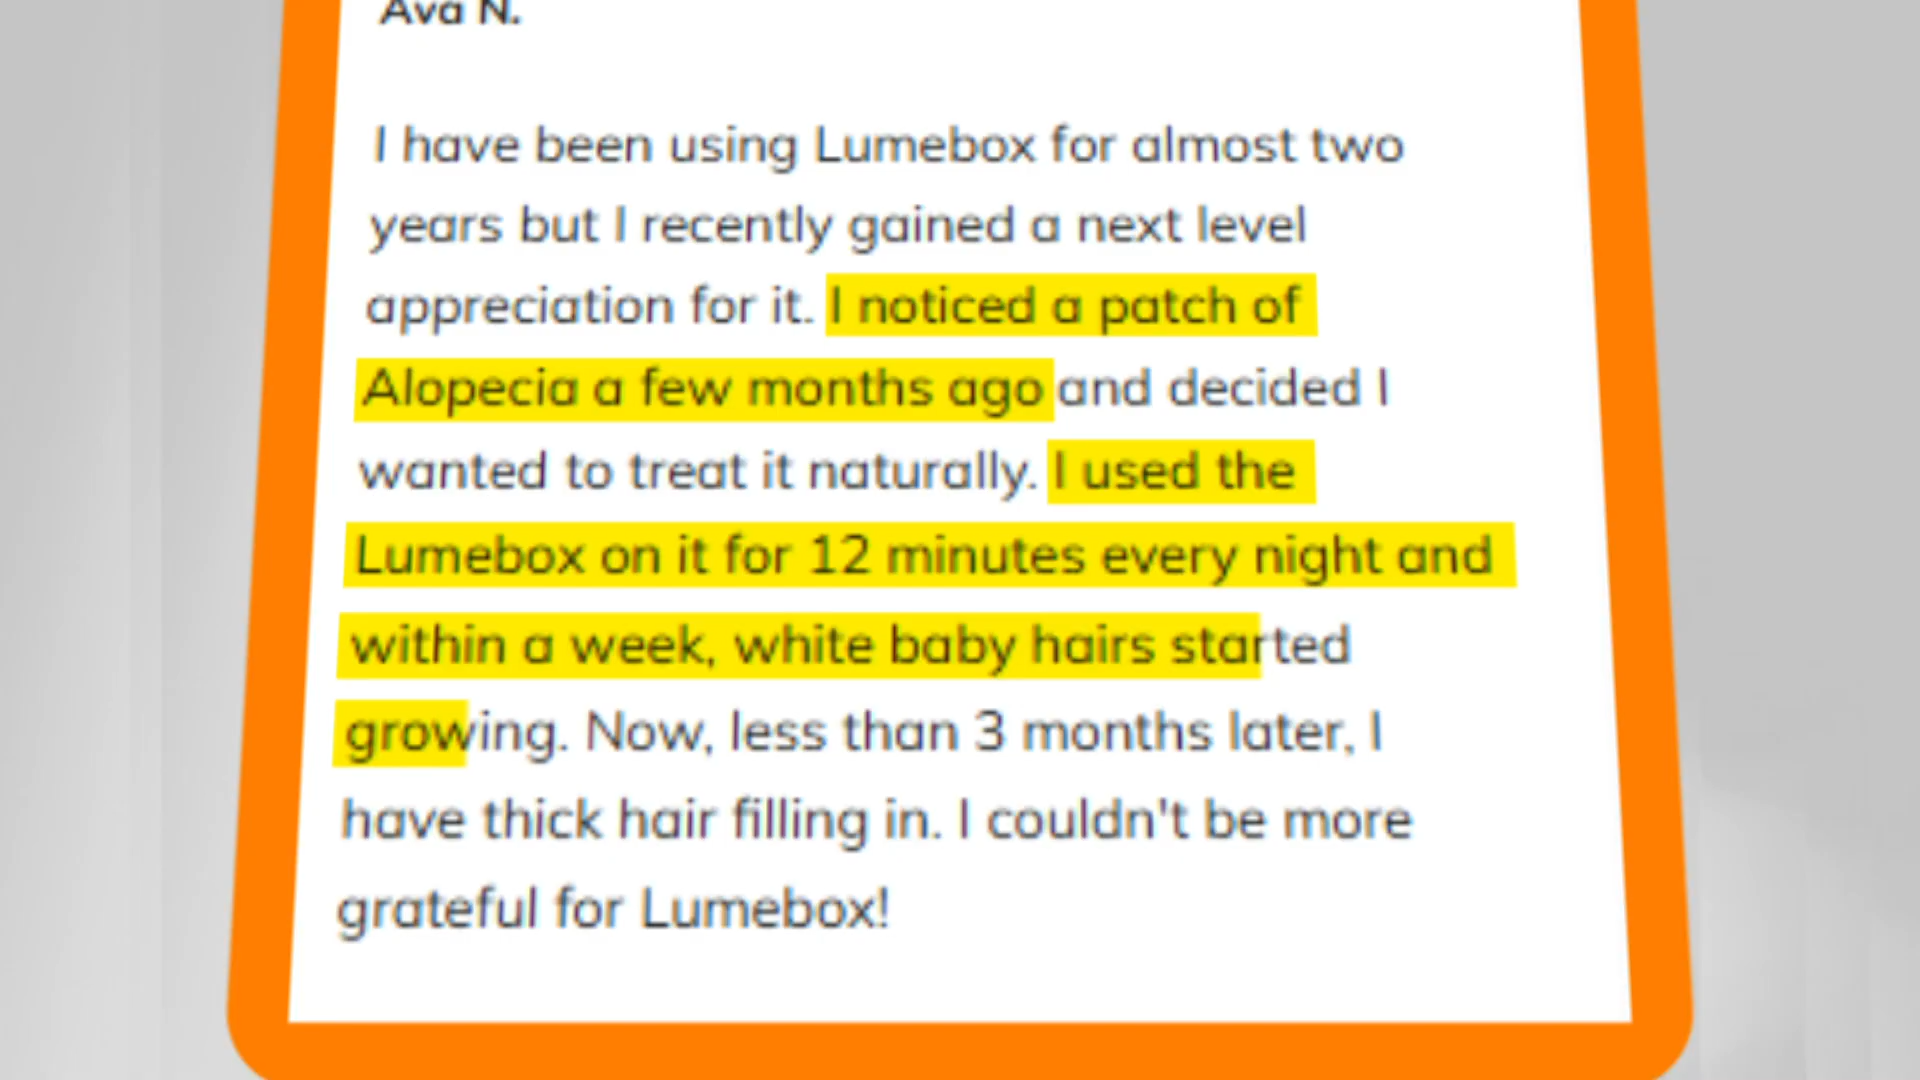 Ava N.
I have been using Lumebox for almost two
years but I recently gained a next level
appreciation for it. I noticed a patch of
Alopecia a few months ago and decided I
wanted to treat it naturally. I used the
Lumebox on it for 12 minutes every night and
within a week, white baby hairs started
growing. Now, less than 3 months later, I
have thick hair filling in. I couldn't be more
grateful for Lumebox!